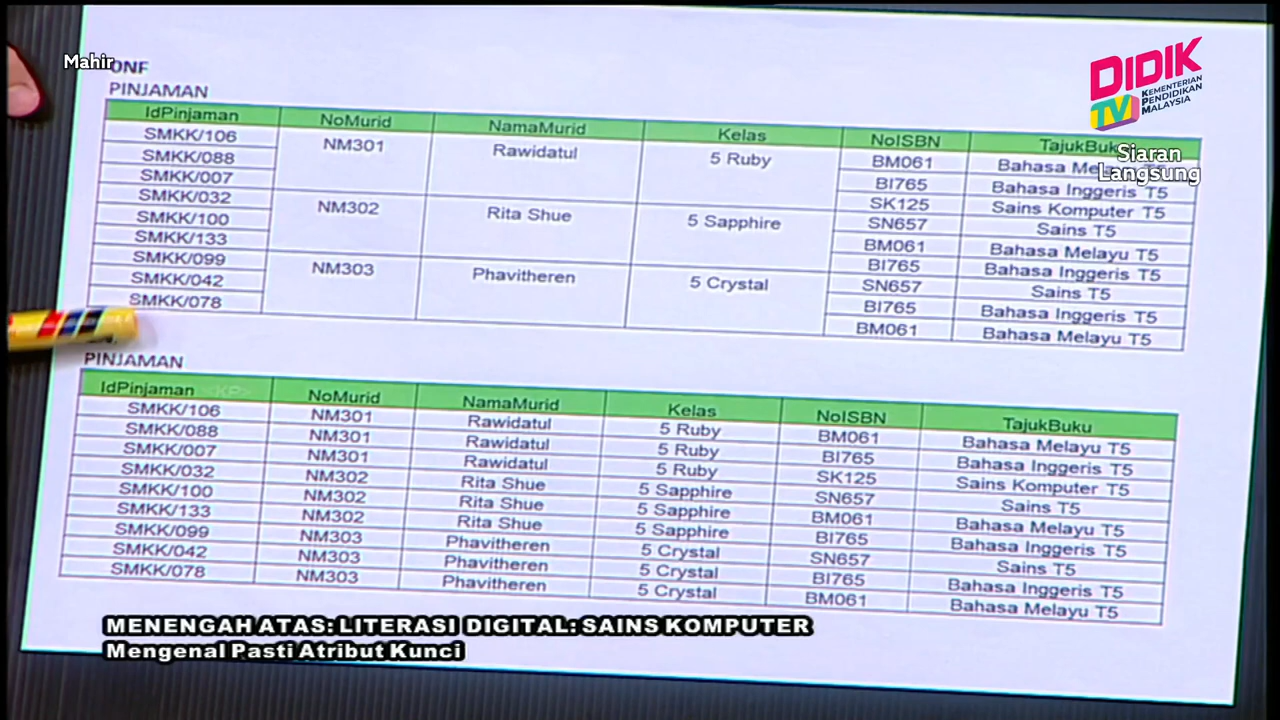 Mahir
ONF
PINJAMAN
DIDIK
TV
KEMENTERIAN
PENDIDIKAN
MALAYSIA
Siaran
Langsung
IdPinjaman NoMurid NamaMurid Kelas NoISBN TajukBuku
SMKK/106 NM301 Rawidatul 5 Ruby BM061 Bahasa Melayu T5
SMKK/088 BI765 Bahasa Inggeris T5
SMKK/007 SK125 Sains Komputer T5
SMKK/032 NM302 Rita Shue 5 Sapphire SN657 Sains T5
SMKK/100 BM061 Bahasa Melayu T5
SMKK/133 BI765 Bahasa Inggeris T5
SMKK/099 NM303 Phavitheren 5 Crystal SN657 Sains T5
SMKK/042 BI765 Bahasa Inggeris T5
SMKK/078 BM061 Bahasa Melayu T5
PINJAMAN
IdPinjaman <KP> NoMurid NamaMurid Kelas NoISBN TajukBuku
SMKK/106 NM301 Rawidatul 5 Ruby BM061 Bahasa Melayu T5
SMKK/088 NM301 Rawidatul 5 Ruby BI765 Bahasa Inggeris T5
SMKK/007 NM301 Rawidatul 5 Ruby SK125 Sains Komputer T5
SMKK/032 NM302 Rita Shue 5 Sapphire SN657 Sains T5
SMKK/100 NM302 Rita Shue 5 Sapphire BM061 Bahasa Melayu T5
SMKK/133 NM302 Rita Shue 5 Sapphire BI765 Bahasa Inggeris T5
SMKK/099 NM303 Phavitheren 5 Crystal SN657 Sains T5
SMKK/042 NM303 Phavitheren 5 Crystal BI765 Bahasa Inggeris T5
SMKK/078 NM303 Phavitheren 5 Crystal BM061 Bahasa Melayu T5
MENENGAH ATAS: LITERASI DIGITAL: SAINS KOMPUTER
Mengenal Pasti Atribut Kunci